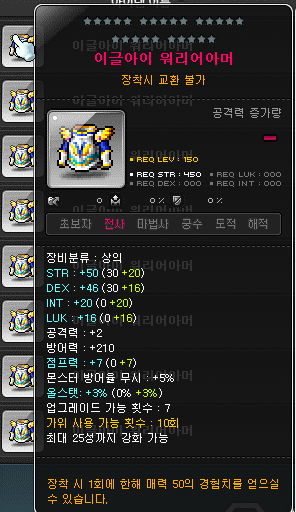 이글아이 워리어아머
장착시 교환 불가
공격력 증가량
REQ LEV : 150
REQ STR : 450 REQ LUK : 000
REQ DEX : 000 REQ INT : 000
0 % 0 % 0 %
초보자 전사 마법사 궁수 도적 해적
장비분류 : 상의
STR : +50 (30 +20)
DEX : +46 (30 +16)
INT : +20 (0 +20)
LUK : +16 (0 +16)
공격력 : +2
방어력 : +210
점프력 : +7 (0 +7)
몬스터 방어율 무시 : +5%
올스탯: +3% (0% +3%)
업그레이드 가능 횟수 : 7
가위 사용 가능 횟수 : 10회
최대 25성까지 강화 가능
장착 시 1회에 한해 매력 50의 경험치를 얻으실
수 있습니다.